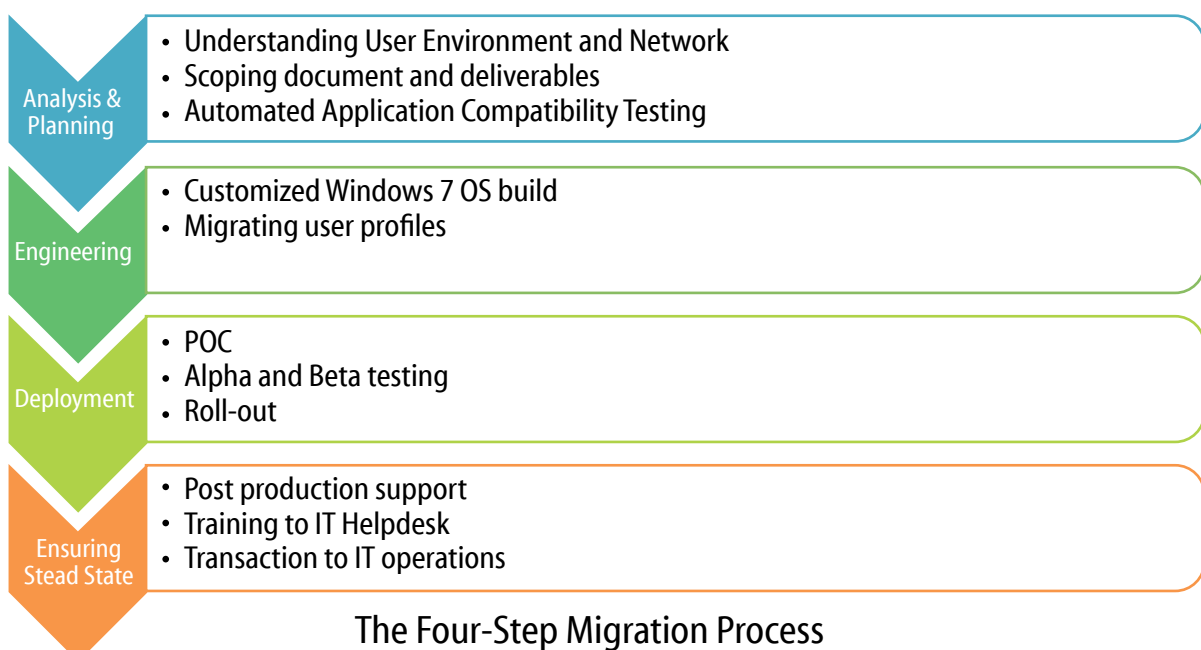 Analysis &
Planning
• Understanding User Environment and Network
• Scoping document and deliverables
• Automated Application Compatibility Testing
Engineering
• Customized Windows 7 OS build
• Migrating user profiles
Deployment
• POC
• Alpha and Beta testing
• Roll-out
Ensuring
Stead State
• Post production support
• Training to IT Helpdesk
• Transaction to IT operations
The Four-Step Migration Process